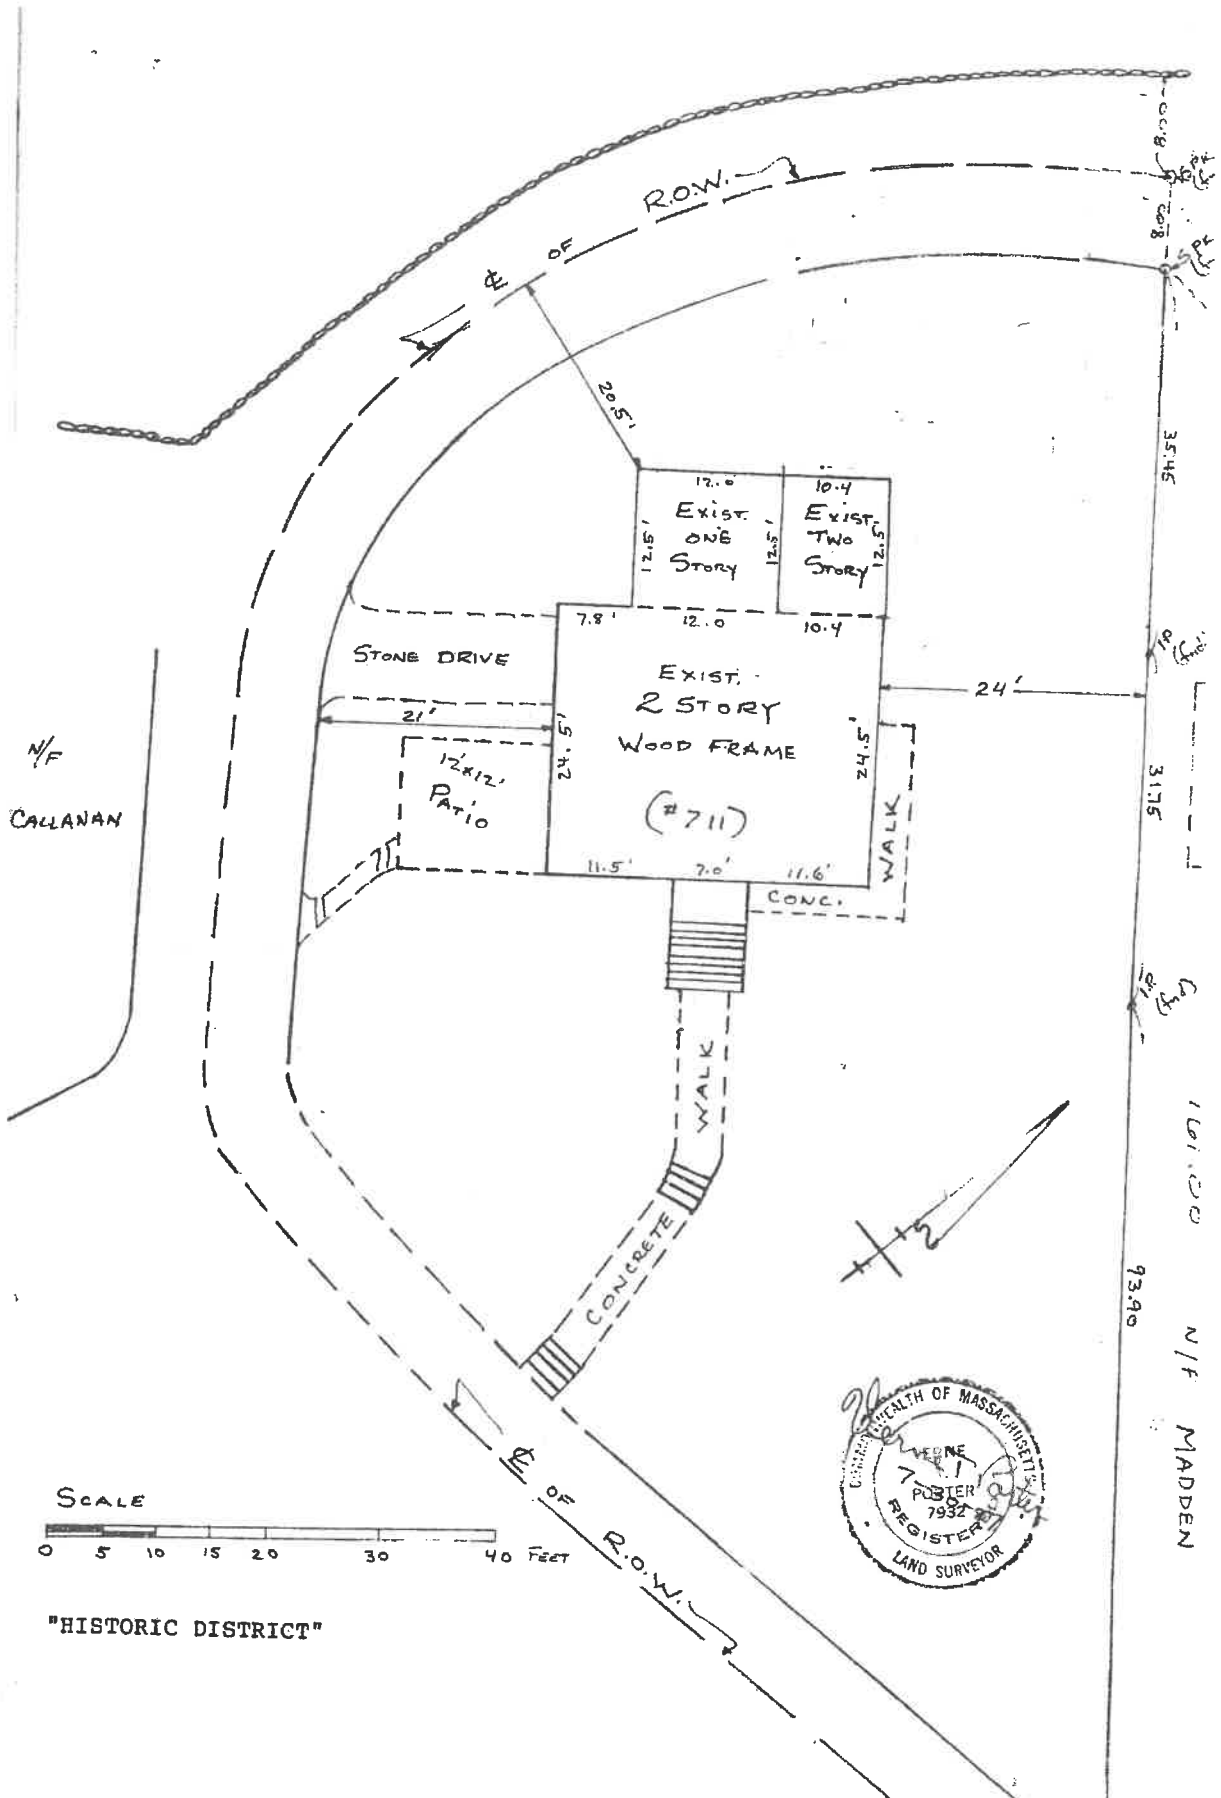 8.00
R.O.W.
℄ OF
8.00
20.5'
35.45
12.0
10.4
EXIST.
ONE
STORY
EXIST.
TWO
STORY
12.5'
12.5'
12.5'
7.8'
12.0
10.4
I.P.
(fnd.)
STONE DRIVE
EXIST.
2 STORY
WOOD FRAME
(#711)
24'
21'
24.5'
24.5'
12'x12'
PATIO
N/F
CALLANAN
31.75
11.5'
7.0'
11.6'
WALK
CONC.
I.P.
WALK
161.00
CONCRETE
93.90
N/F MADDEN
COMMONWEALTH OF MASSACHUSETTS
VERNE
PORTER
7932
REGISTERED
LAND SURVEYOR
℄ OF R.O.W.
SCALE
0 5 10 15 20 30 40 FEET
"HISTORIC DISTRICT"